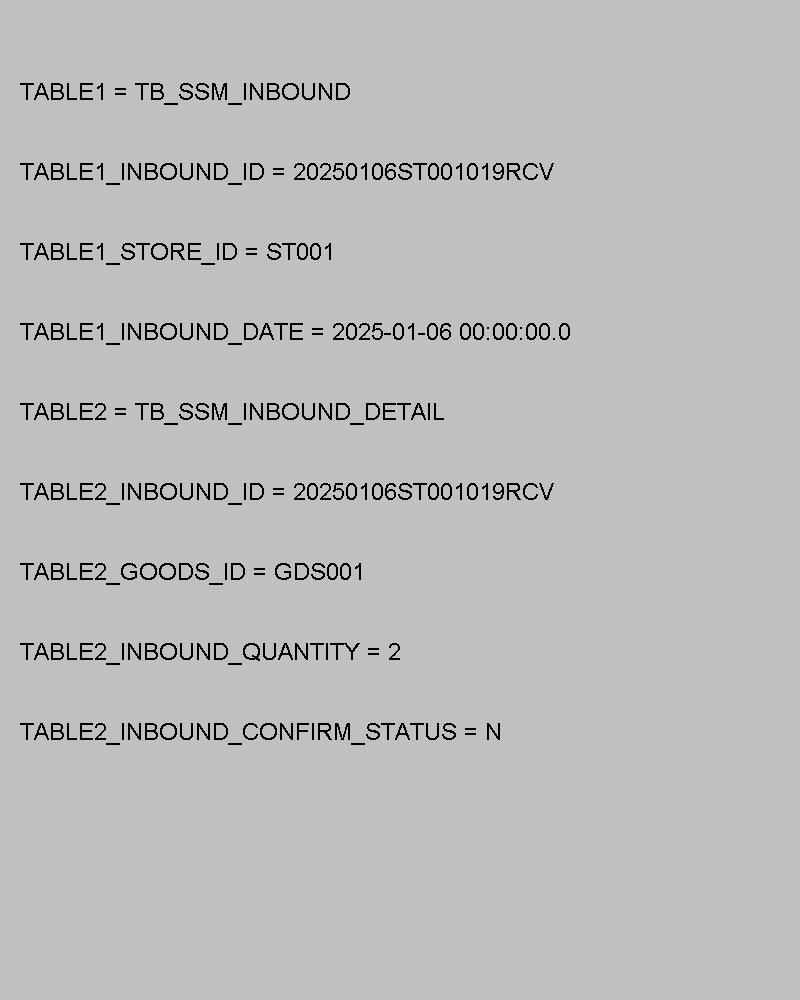 TABLE1 = TB_SSM_INBOUND
TABLE1_INBOUND_ID = 20250106ST001019RCV
TABLE1_STORE_ID = ST001
TABLE1_INBOUND_DATE = 2025-01-06 00:00:00.0
TABLE2 = TB_SSM_INBOUND_DETAIL
TABLE2_INBOUND_ID = 20250106ST001019RCV
TABLE2_GOODS_ID = GDS001
TABLE2_INBOUND_QUANTITY = 2
TABLE2_INBOUND_CONFIRM_STATUS = N